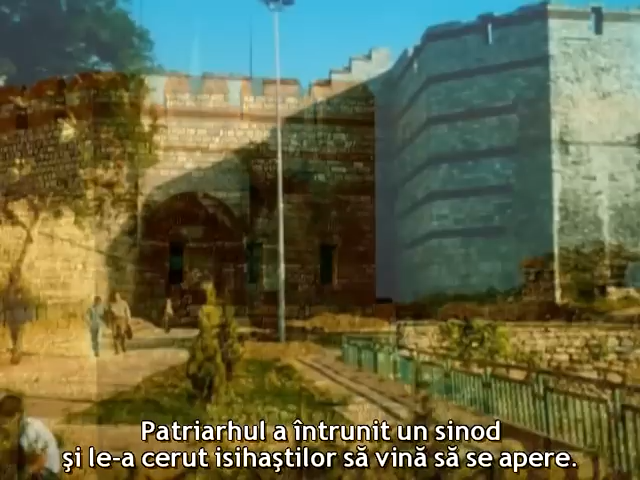 Patriarhul a întrunit un sinod
şi le-a cerut isihaştilor să vină să se apere.